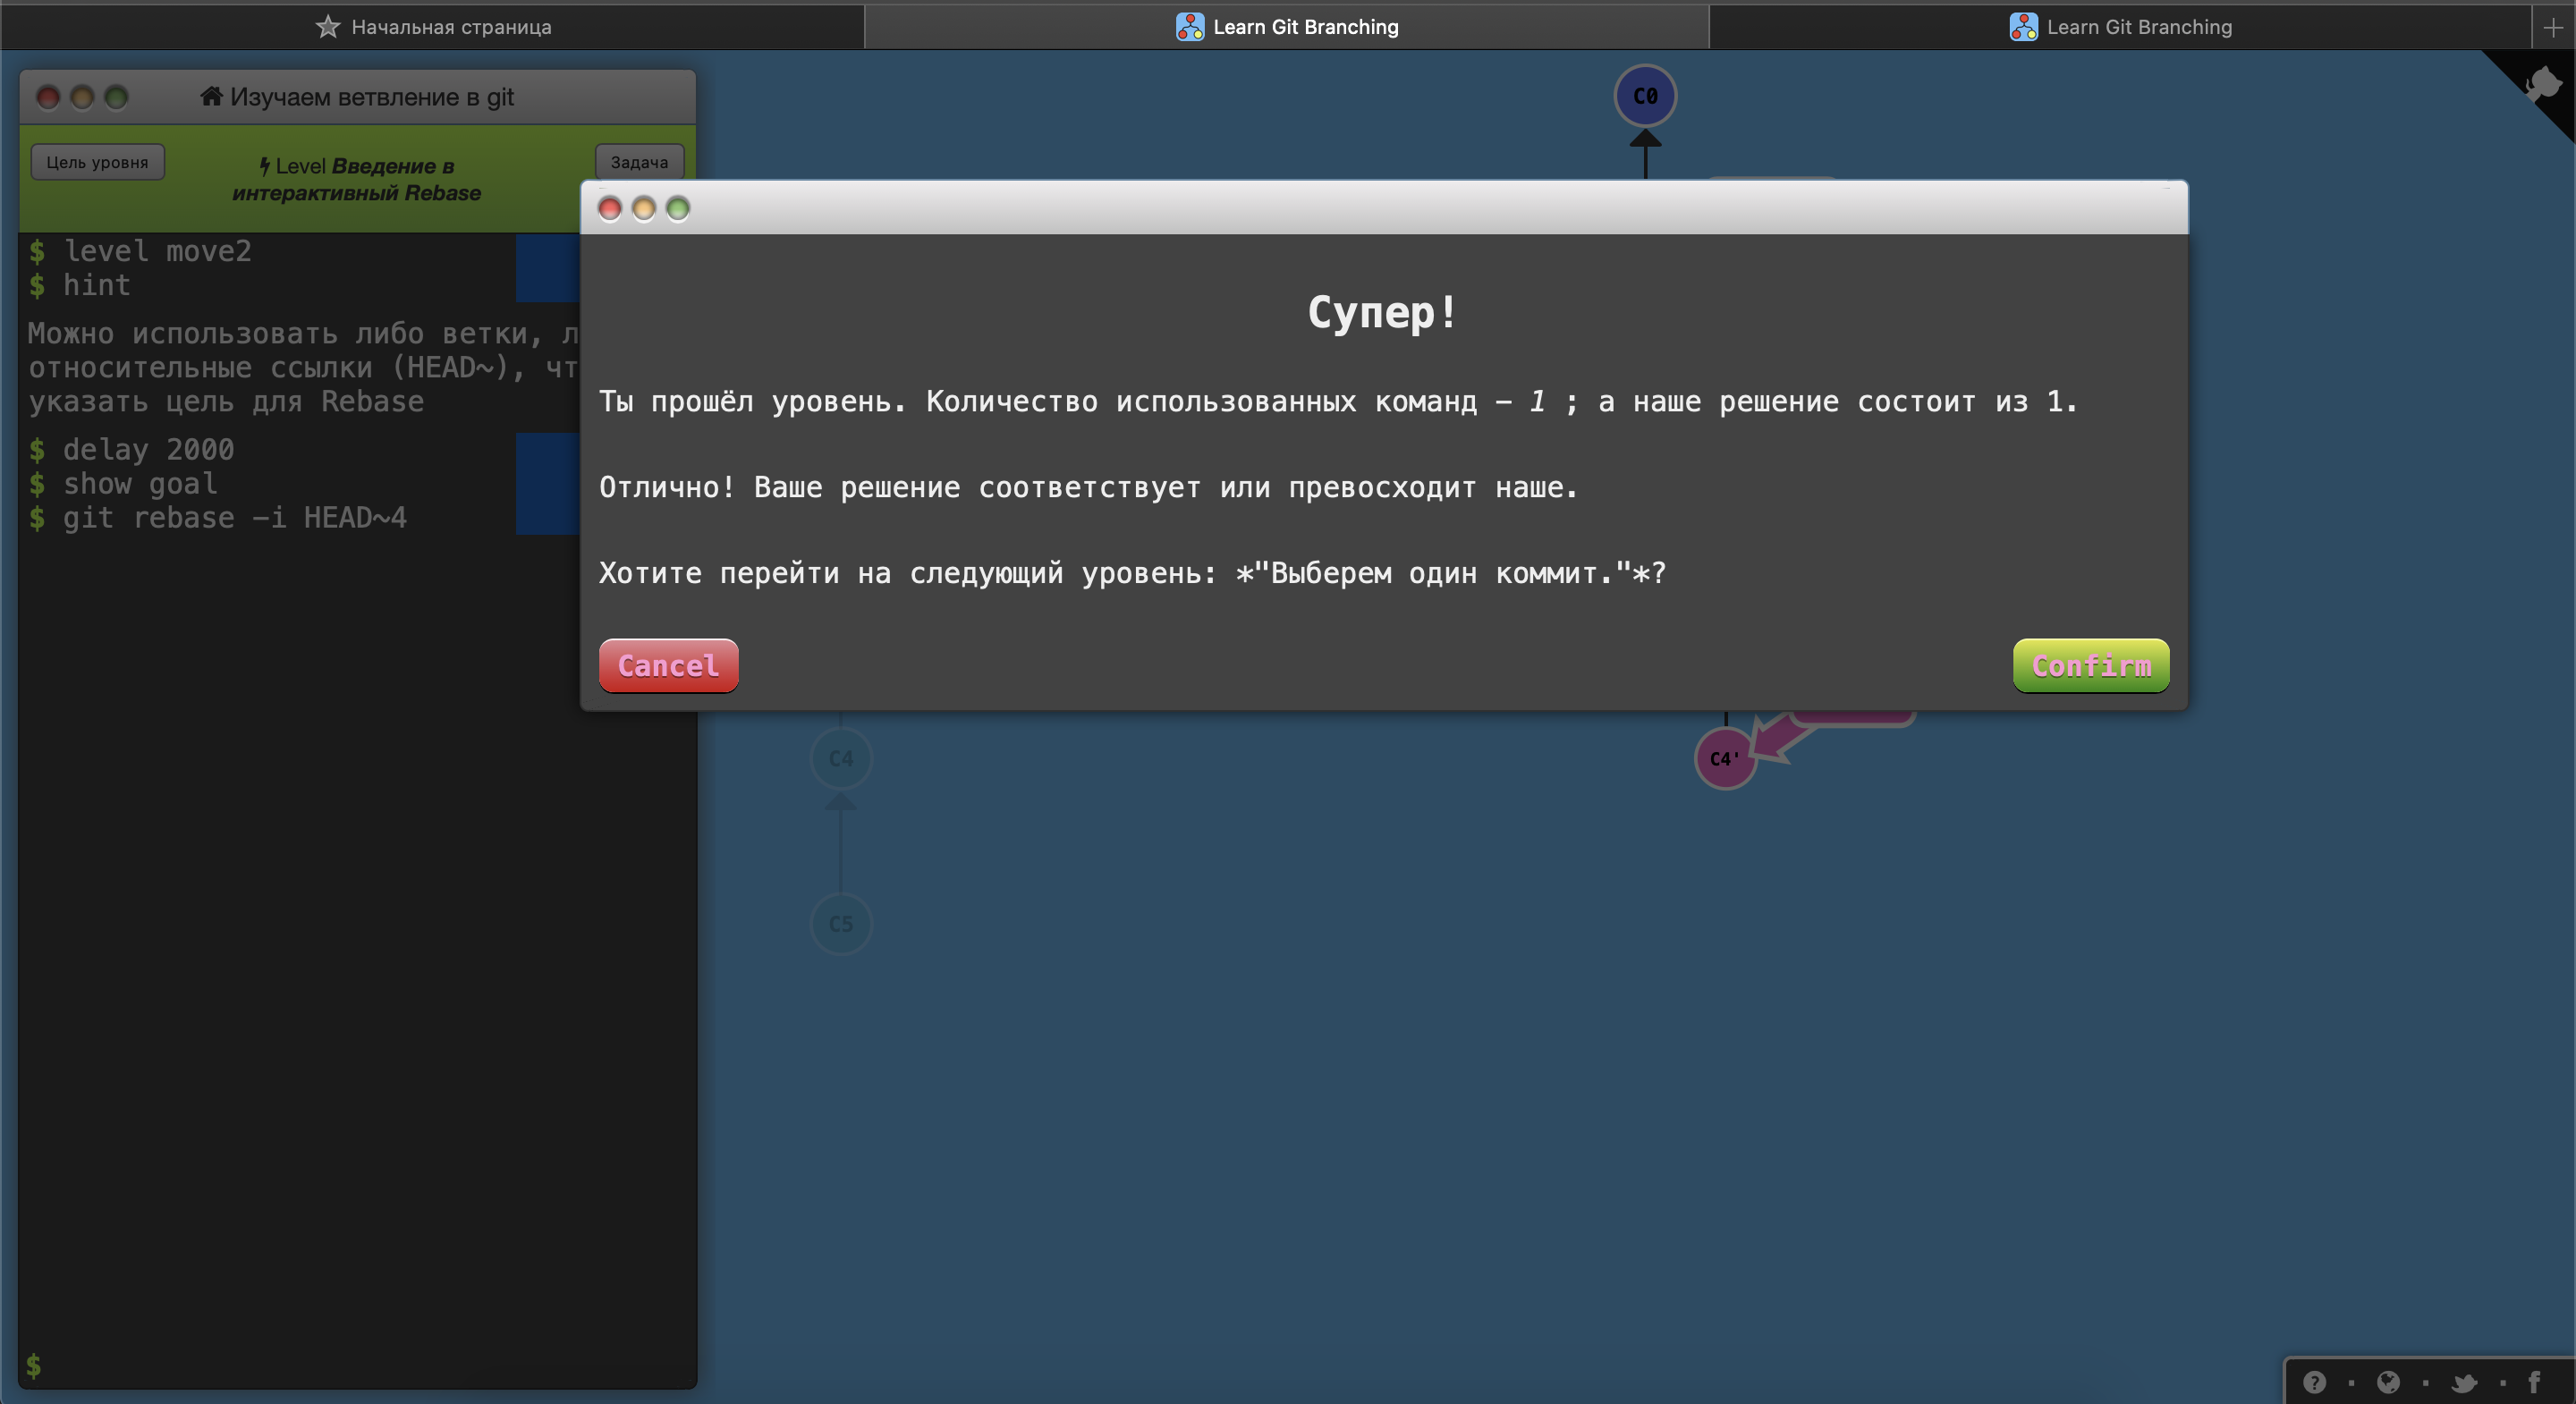 Начальная страница
Learn Git Branching
Learn Git Branching
Изучаем ветвление в git
Цель уровня
Level Введение в
интерактивный Rebase
Задача
$ level move2
$ hint
Можно использовать либо ветки, л
относительные ссылки (HEAD~), чт
указать цель для Rebase
$ delay 2000
$ show goal
$ git rebase -i HEAD~4
$
C0
Супер!
Ты прошёл уровень. Количество использованных команд – 1 ; а наше решение состоит из 1.
Отлично! Ваше решение соответствует или превосходит наше.
Хотите перейти на следующий уровень: *"Выберем один коммит."*?
Cancel
Confirm
C4
C4'
C5